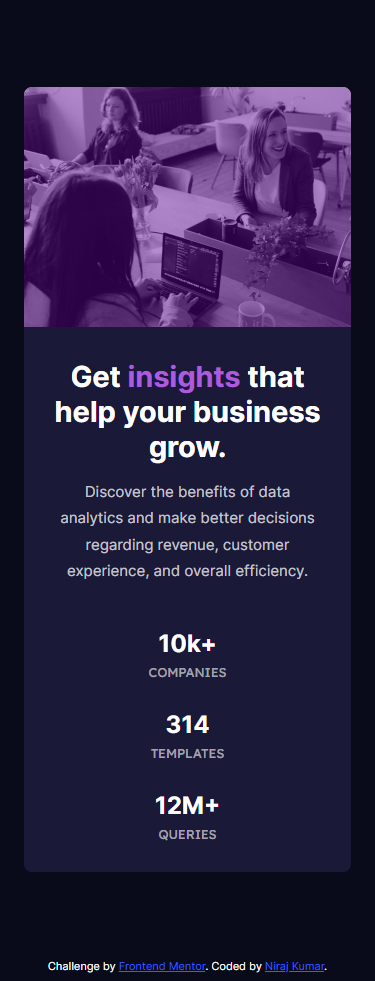 Get insights that
help your business
grow.
Discover the benefits of data
analytics and make better decisions
regarding revenue, customer
experience, and overall efficiency.
10k+
COMPANIES
314
TEMPLATES
12M+
QUERIES
Challenge by Frontend Mentor. Coded by Niraj Kumar.